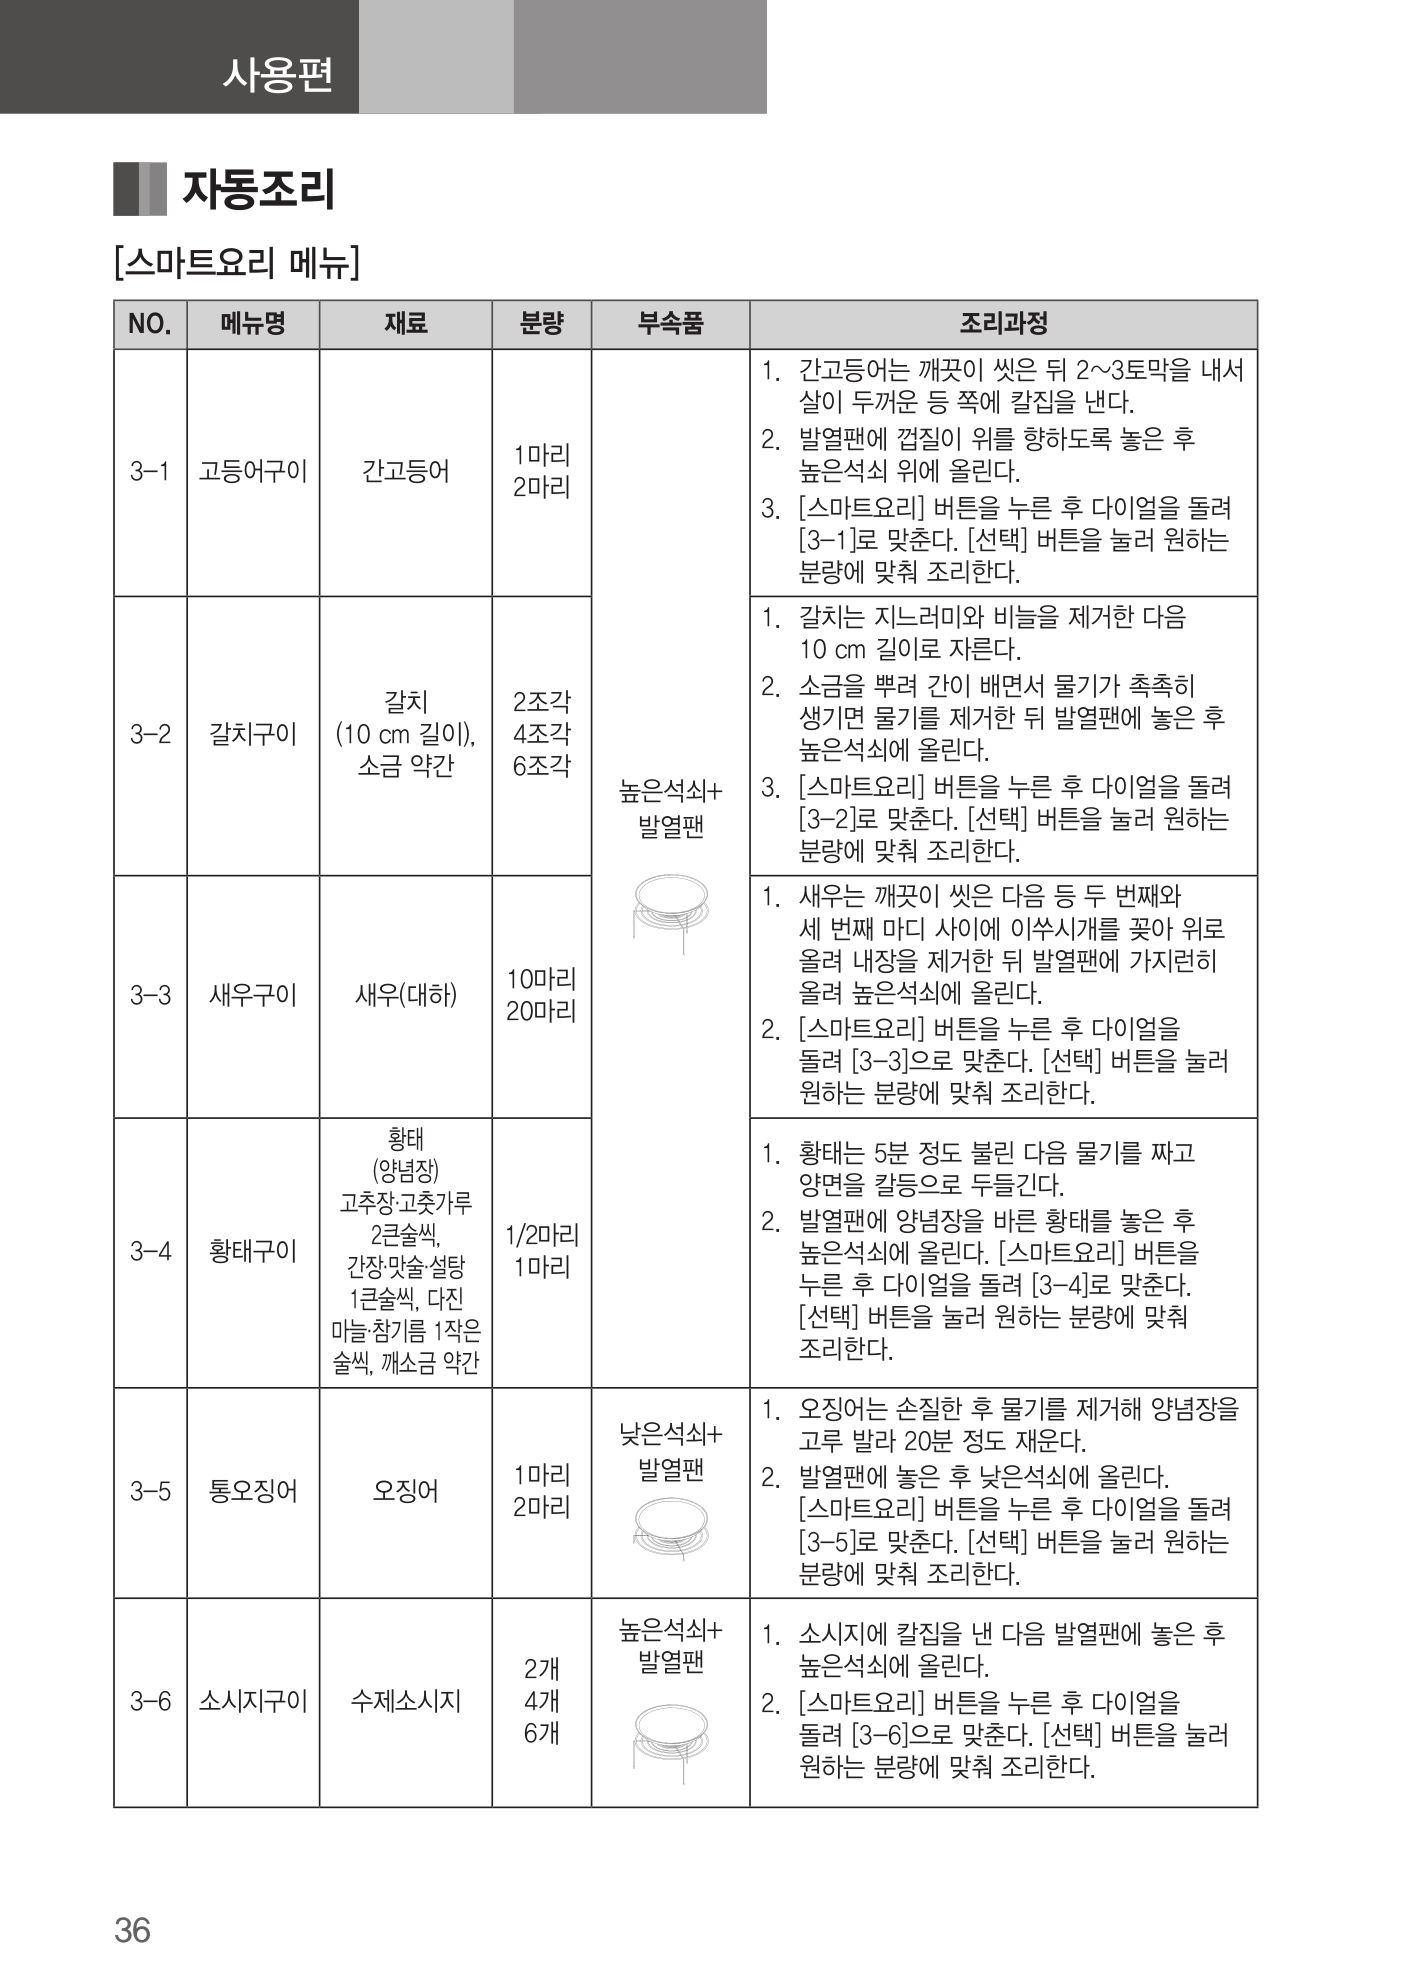 사용편
자동조리
[스마트요리 메뉴]
NO. 메뉴명 재료 분량 부속품 조리과정
3-1 고등어구이 간고등어
1마리
2마리
높은석쇠+
발열팬
1. 간고등어는 깨끗이 씻은 뒤 2~3토막을 내서
살이 두꺼운 등 쪽에 칼집을 낸다.
2. 발열팬에 껍질이 위를 향하도록 놓은 후
높은석쇠 위에 올린다.
3. [스마트요리] 버튼을 누른 후 다이얼을 돌려
[3-1]로 맞춘다. [선택] 버튼을 눌러 원하는
분량에 맞춰 조리한다.
3-2 갈치구이
갈치
(10 cm 길이),
소금 약간
2조각
4조각
6조각
1. 갈치는 지느러미와 비늘을 제거한 다음
10 cm 길이로 자른다.
2. 소금을 뿌려 간이 배면서 물기가 촉촉히
생기면 물기를 제거한 뒤 발열팬에 놓은 후
높은석쇠에 올린다.
3. [스마트요리] 버튼을 누른 후 다이얼을 돌려
[3-2]로 맞춘다. [선택] 버튼을 눌러 원하는
분량에 맞춰 조리한다.
3-3 새우구이 새우(대하)
10마리
20마리
1. 새우는 깨끗이 씻은 다음 등 두 번째와
세 번째 마디 사이에 이쑤시개를 꽂아 위로
올려 내장을 제거한 뒤 발열팬에 가지런히
올려 높은석쇠에 올린다.
2. [스마트요리] 버튼을 누른 후 다이얼을
돌려 [3-3]으로 맞춘다. [선택] 버튼을 눌러
원하는 분량에 맞춰 조리한다.
3-4 황태구이
황태
(양념장)
고추장·고춧가루
2큰술씩,
간장·맛술·설탕
1큰술씩, 다진
마늘·참기름 1작은
술씩, 깨소금 약간
1/2마리
1마리
1. 황태는 5분 정도 불린 다음 물기를 짜고
양면을 칼등으로 두들긴다.
2. 발열팬에 양념장을 바른 황태를 놓은 후
높은석쇠에 올린다. [스마트요리] 버튼을
누른 후 다이얼을 돌려 [3-4]로 맞춘다.
[선택] 버튼을 눌러 원하는 분량에 맞춰
조리한다.
3-5 통오징어 오징어
1마리
2마리
낮은석쇠+
발열팬
1. 오징어는 손질한 후 물기를 제거해 양념장을
고루 발라 20분 정도 재운다.
2. 발열팬에 놓은 후 낮은석쇠에 올린다.
[스마트요리] 버튼을 누른 후 다이얼을 돌려
[3-5]로 맞춘다. [선택] 버튼을 눌러 원하는
분량에 맞춰 조리한다.
3-6 소시지구이 수제소시지
2개
4개
6개
높은석쇠+
발열팬
1. 소시지에 칼집을 낸 다음 발열팬에 놓은 후
높은석쇠에 올린다.
2. [스마트요리] 버튼을 누른 후 다이얼을
돌려 [3-6]으로 맞춘다. [선택] 버튼을 눌러
원하는 분량에 맞춰 조리한다.
36